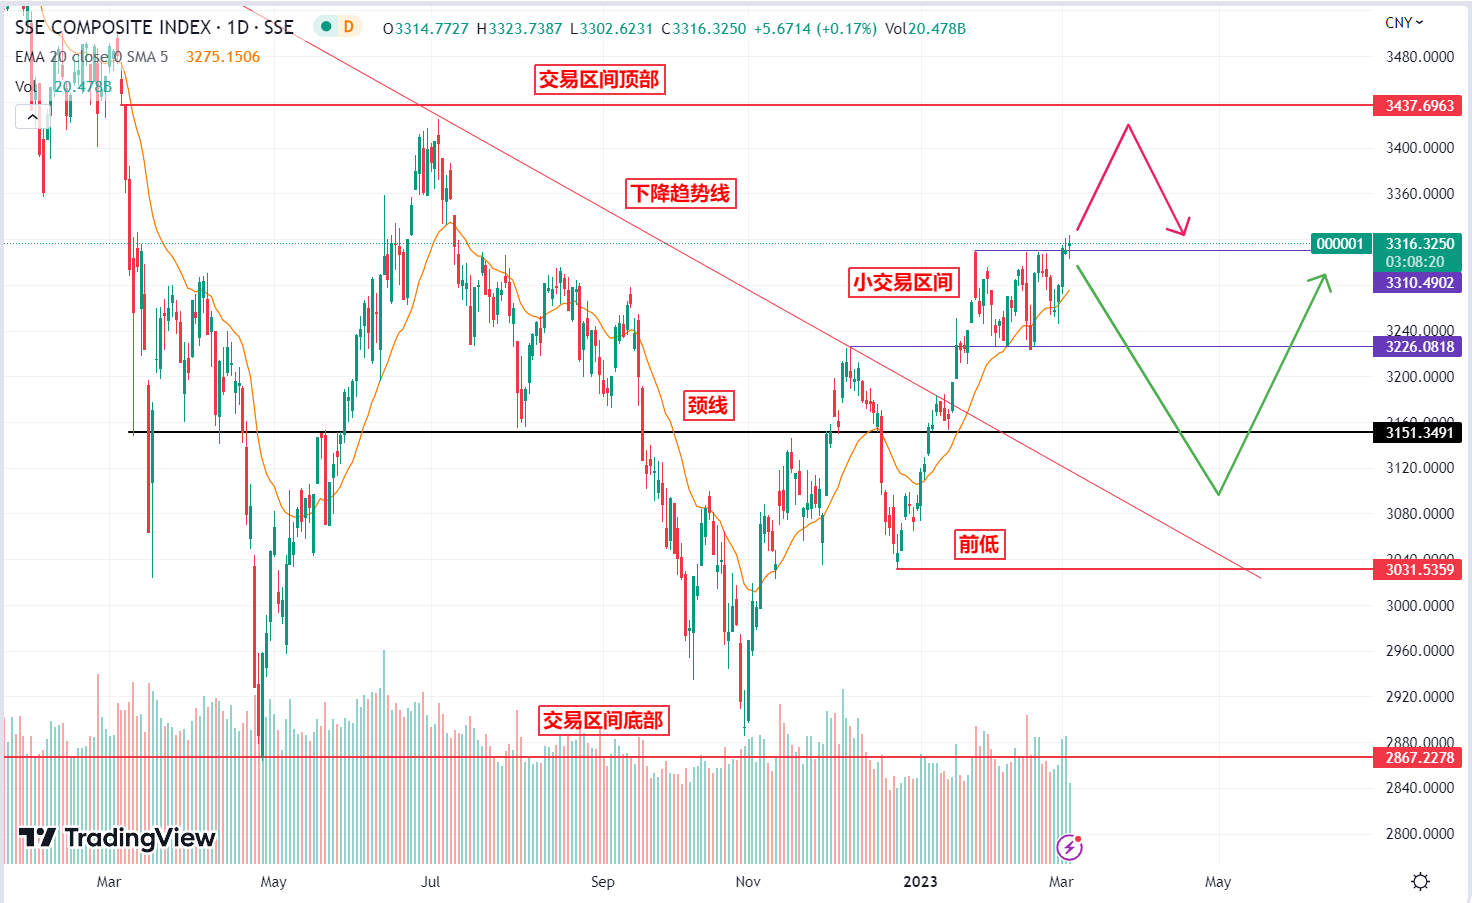 SSE COMPOSITE INDEX · 1D · SSE D O3314.7727 H3323.7387 L3302.6231 C3316.3250 +5.6714 (+0.17%) Vol20.478B
CNY
EMA 20 close 0 SMA 5 3275.1506
Vol 20.478B
3480.0000
交易区间顶部
3437.6963
3400.0000
下降趋势线
3360.0000
000001 3316.3250
03:08:20
小交易区间
3310.4902
3240.0000
3226.0818
3200.0000
颈线
3160.0000
3151.3491
3120.0000
3080.0000
前低
3040.0000
3031.5359
3000.0000
2960.0000
2920.0000
交易区间底部
2880.0000
2867.2278
2840.0000
TradingView
2800.0000
Mar May Jul Sep Nov 2023 Mar May